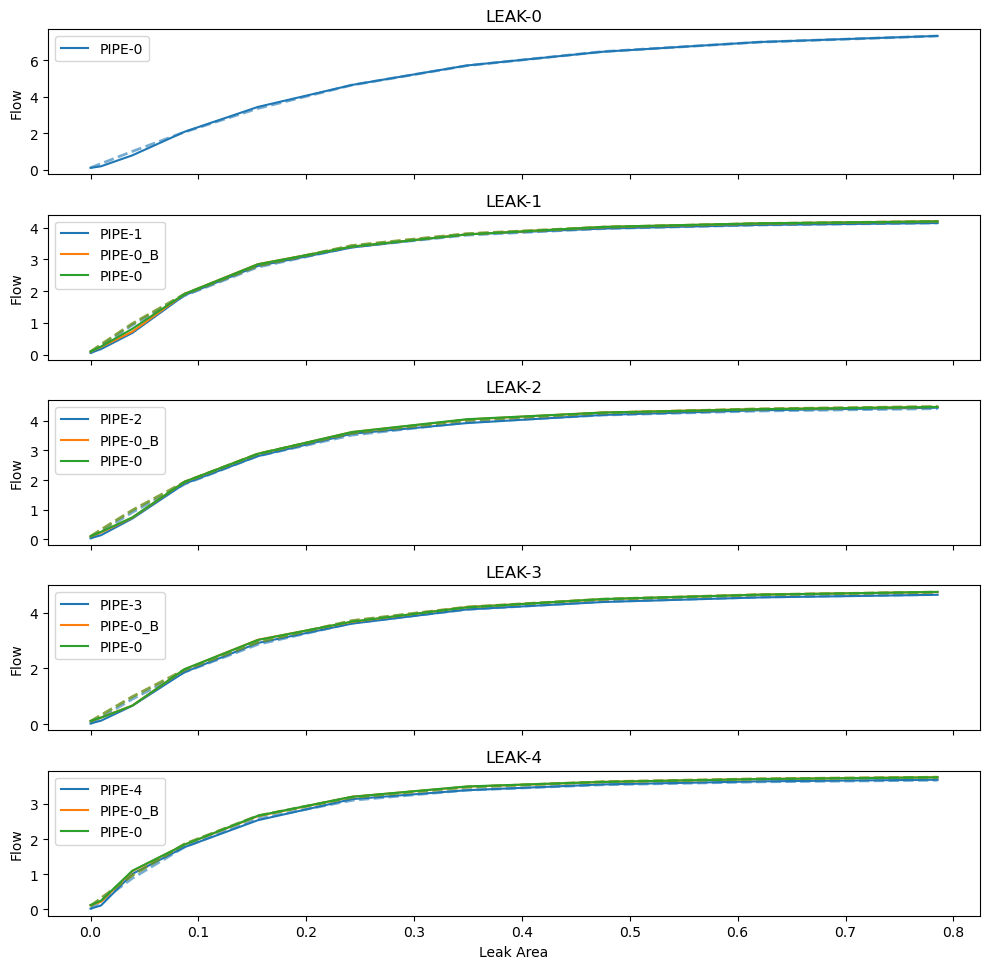 LEAK-0
PIPE-0
6
4
2
0
Flow
LEAK-1
PIPE-1
PIPE-0_B
PIPE-0
4
3
2
1
0
Flow
LEAK-2
PIPE-2
PIPE-0_B
PIPE-0
4
3
2
1
0
Flow
LEAK-3
PIPE-3
PIPE-0_B
PIPE-0
4
2
0
Flow
LEAK-4
PIPE-4
PIPE-0_B
PIPE-0
3
2
1
0
Flow
0.0 0.1 0.2 0.3 0.4 0.5 0.6 0.7 0.8
Leak Area